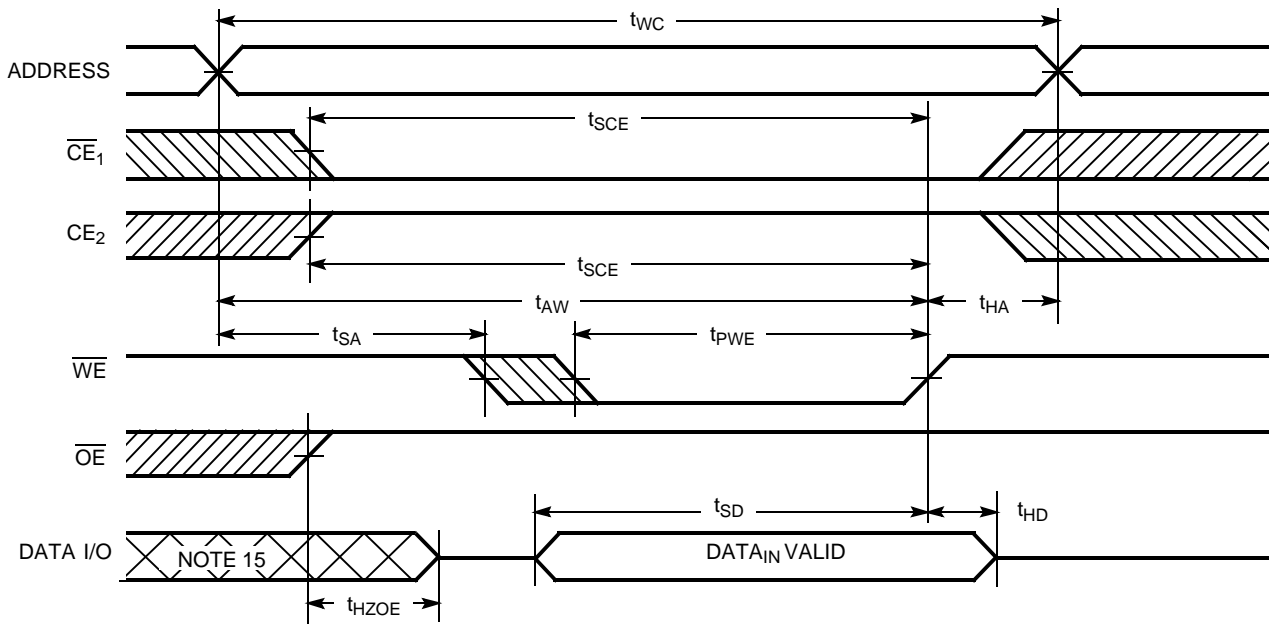 tWC
ADDRESS
tSCE
CE1
CE2
tSCE
tAW
tHA
tSA
tPWE
WE
OE
tSD
tHD
DATA I/O
NOTE 15
DATAIN VALID
tHZOE